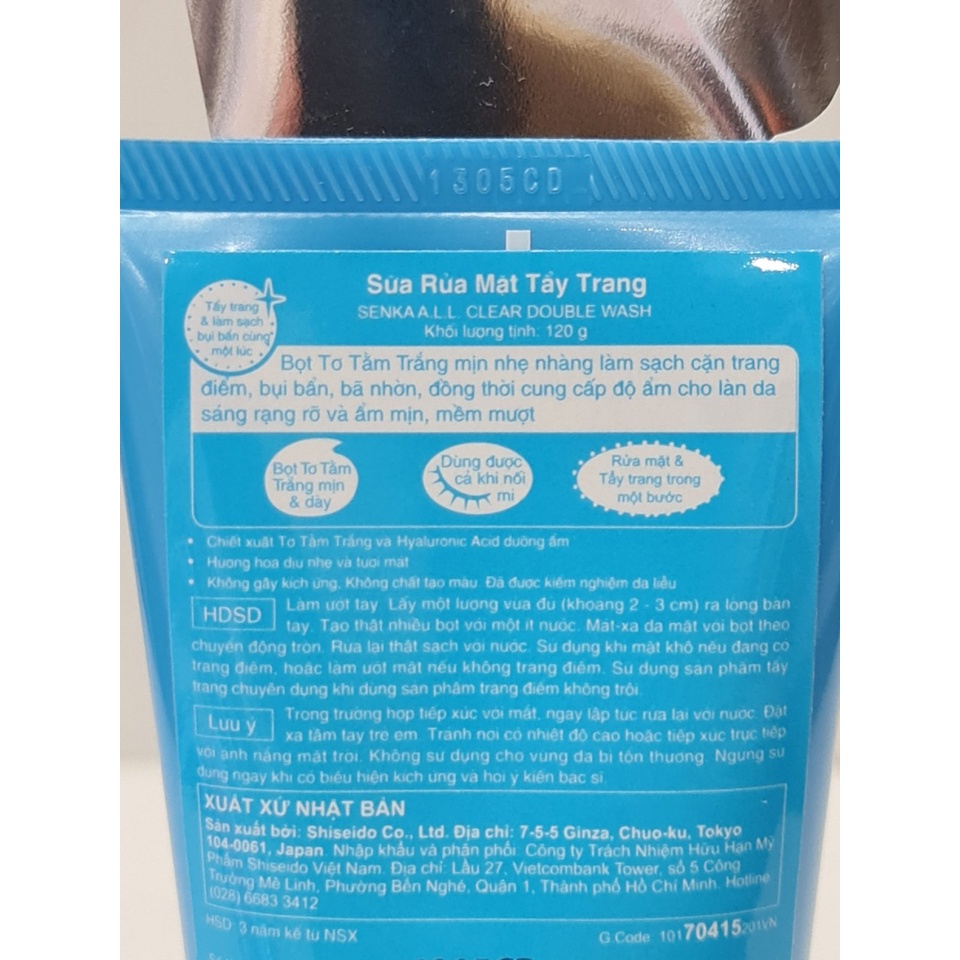 1305CD
Sữa Rửa Mặt Tẩy Trang
SENKA A.L.L. CLEAR DOUBLE WASH
Khối lượng tịnh: 120 g
Tẩy trang
& làm sạch
bụi bẩn cùng
một lúc
Bọt Tơ Tằm Trắng mịn nhẹ nhàng làm sạch cặn trang
điểm, bụi bẩn, bã nhờn, đồng thời cung cấp độ ẩm cho làn da
sáng rạng rỡ và ẩm mịn, mềm mượt
Bọt Tơ Tằm
Trắng mịn
& dày
Dùng được
cả khi nối
mi
Rửa mặt &
Tẩy trang trong
một bước
• Chiết xuất Tơ Tằm Trắng và Hyaluronic Acid dưỡng ẩm
• Hương hoa dịu nhẹ và tươi mát
• Không gây kích ứng, Không chất tạo màu. Đã được kiểm nghiệm da liễu
HDSD Làm ướt tay. Lấy một lượng vừa đủ (khoảng 2 - 3 cm) ra lòng bàn
tay. Tạo thật nhiều bọt với một ít nước. Mát-xa da mặt với bọt theo
chuyển động tròn. Rửa lại thật sạch với nước. Sử dụng khi mặt khô nếu đang có
trang điểm, hoặc làm ướt mặt nếu không trang điểm. Sử dụng sản phẩm tẩy
trang chuyên dụng khi dùng sản phẩm trang điểm không trôi.
Lưu ý Trong trường hợp tiếp xúc với mắt, ngay lập tức rửa lại với nước. Đặt
xa tầm tay trẻ em. Tránh nơi có nhiệt độ cao hoặc tiếp xúc trực tiếp
với ánh nắng mặt trời. Không sử dụng cho vùng da bị tổn thương. Ngưng sử
dụng ngay khi có biểu hiện kích ứng và hỏi ý kiến bác sĩ.
XUẤT XỨ NHẬT BẢN
Sản xuất bởi: Shiseido Co., Ltd. Địa chỉ: 7-5-5 Ginza, Chuo-ku, Tokyo
104-0061, Japan. Nhập khẩu và phân phối: Công ty Trách Nhiệm Hữu Hạn Mỹ
Phẩm Shiseido Việt Nam. Địa chỉ: Lầu 27, Vietcombank Tower, số 5 Công
Trường Mê Linh, Phường Bến Nghé, Quận 1, Thành phố Hồ Chí Minh. Hotline:
(028) 6683 3412
HSD: 3 năm kể từ NSX
G.Code 10170415201VN